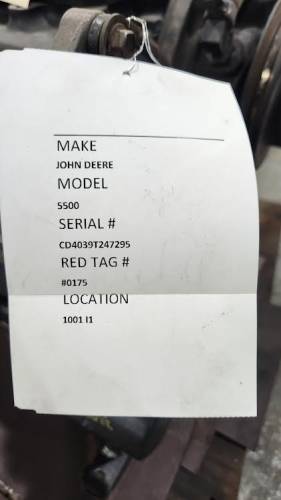 MAKE
JOHN DEERE
MODEL
5500
SERIAL #
CD4039T247295
RED TAG #
#0175
LOCATION
1001 I1